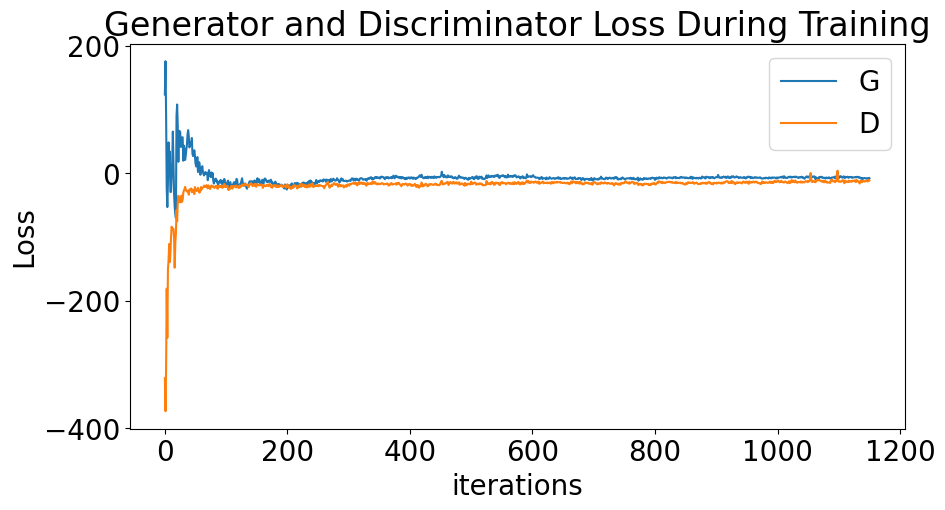 Generator and Discriminator Loss During Training
200
0
−200
−400
Loss
G
D
0 200 400 600 800 1000 1200
iterations